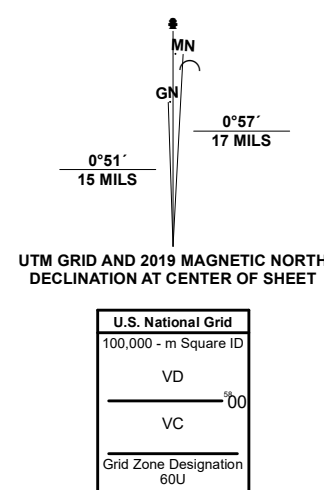 MN
GN
0°57´
17 MILS
0°51´
15 MILS
UTM GRID AND 2019 MAGNETIC NORTH
DECLINATION AT CENTER OF SHEET
U.S. National Grid
100,000 - m Square ID
VD
5800
VC
Grid Zone Designation
60U